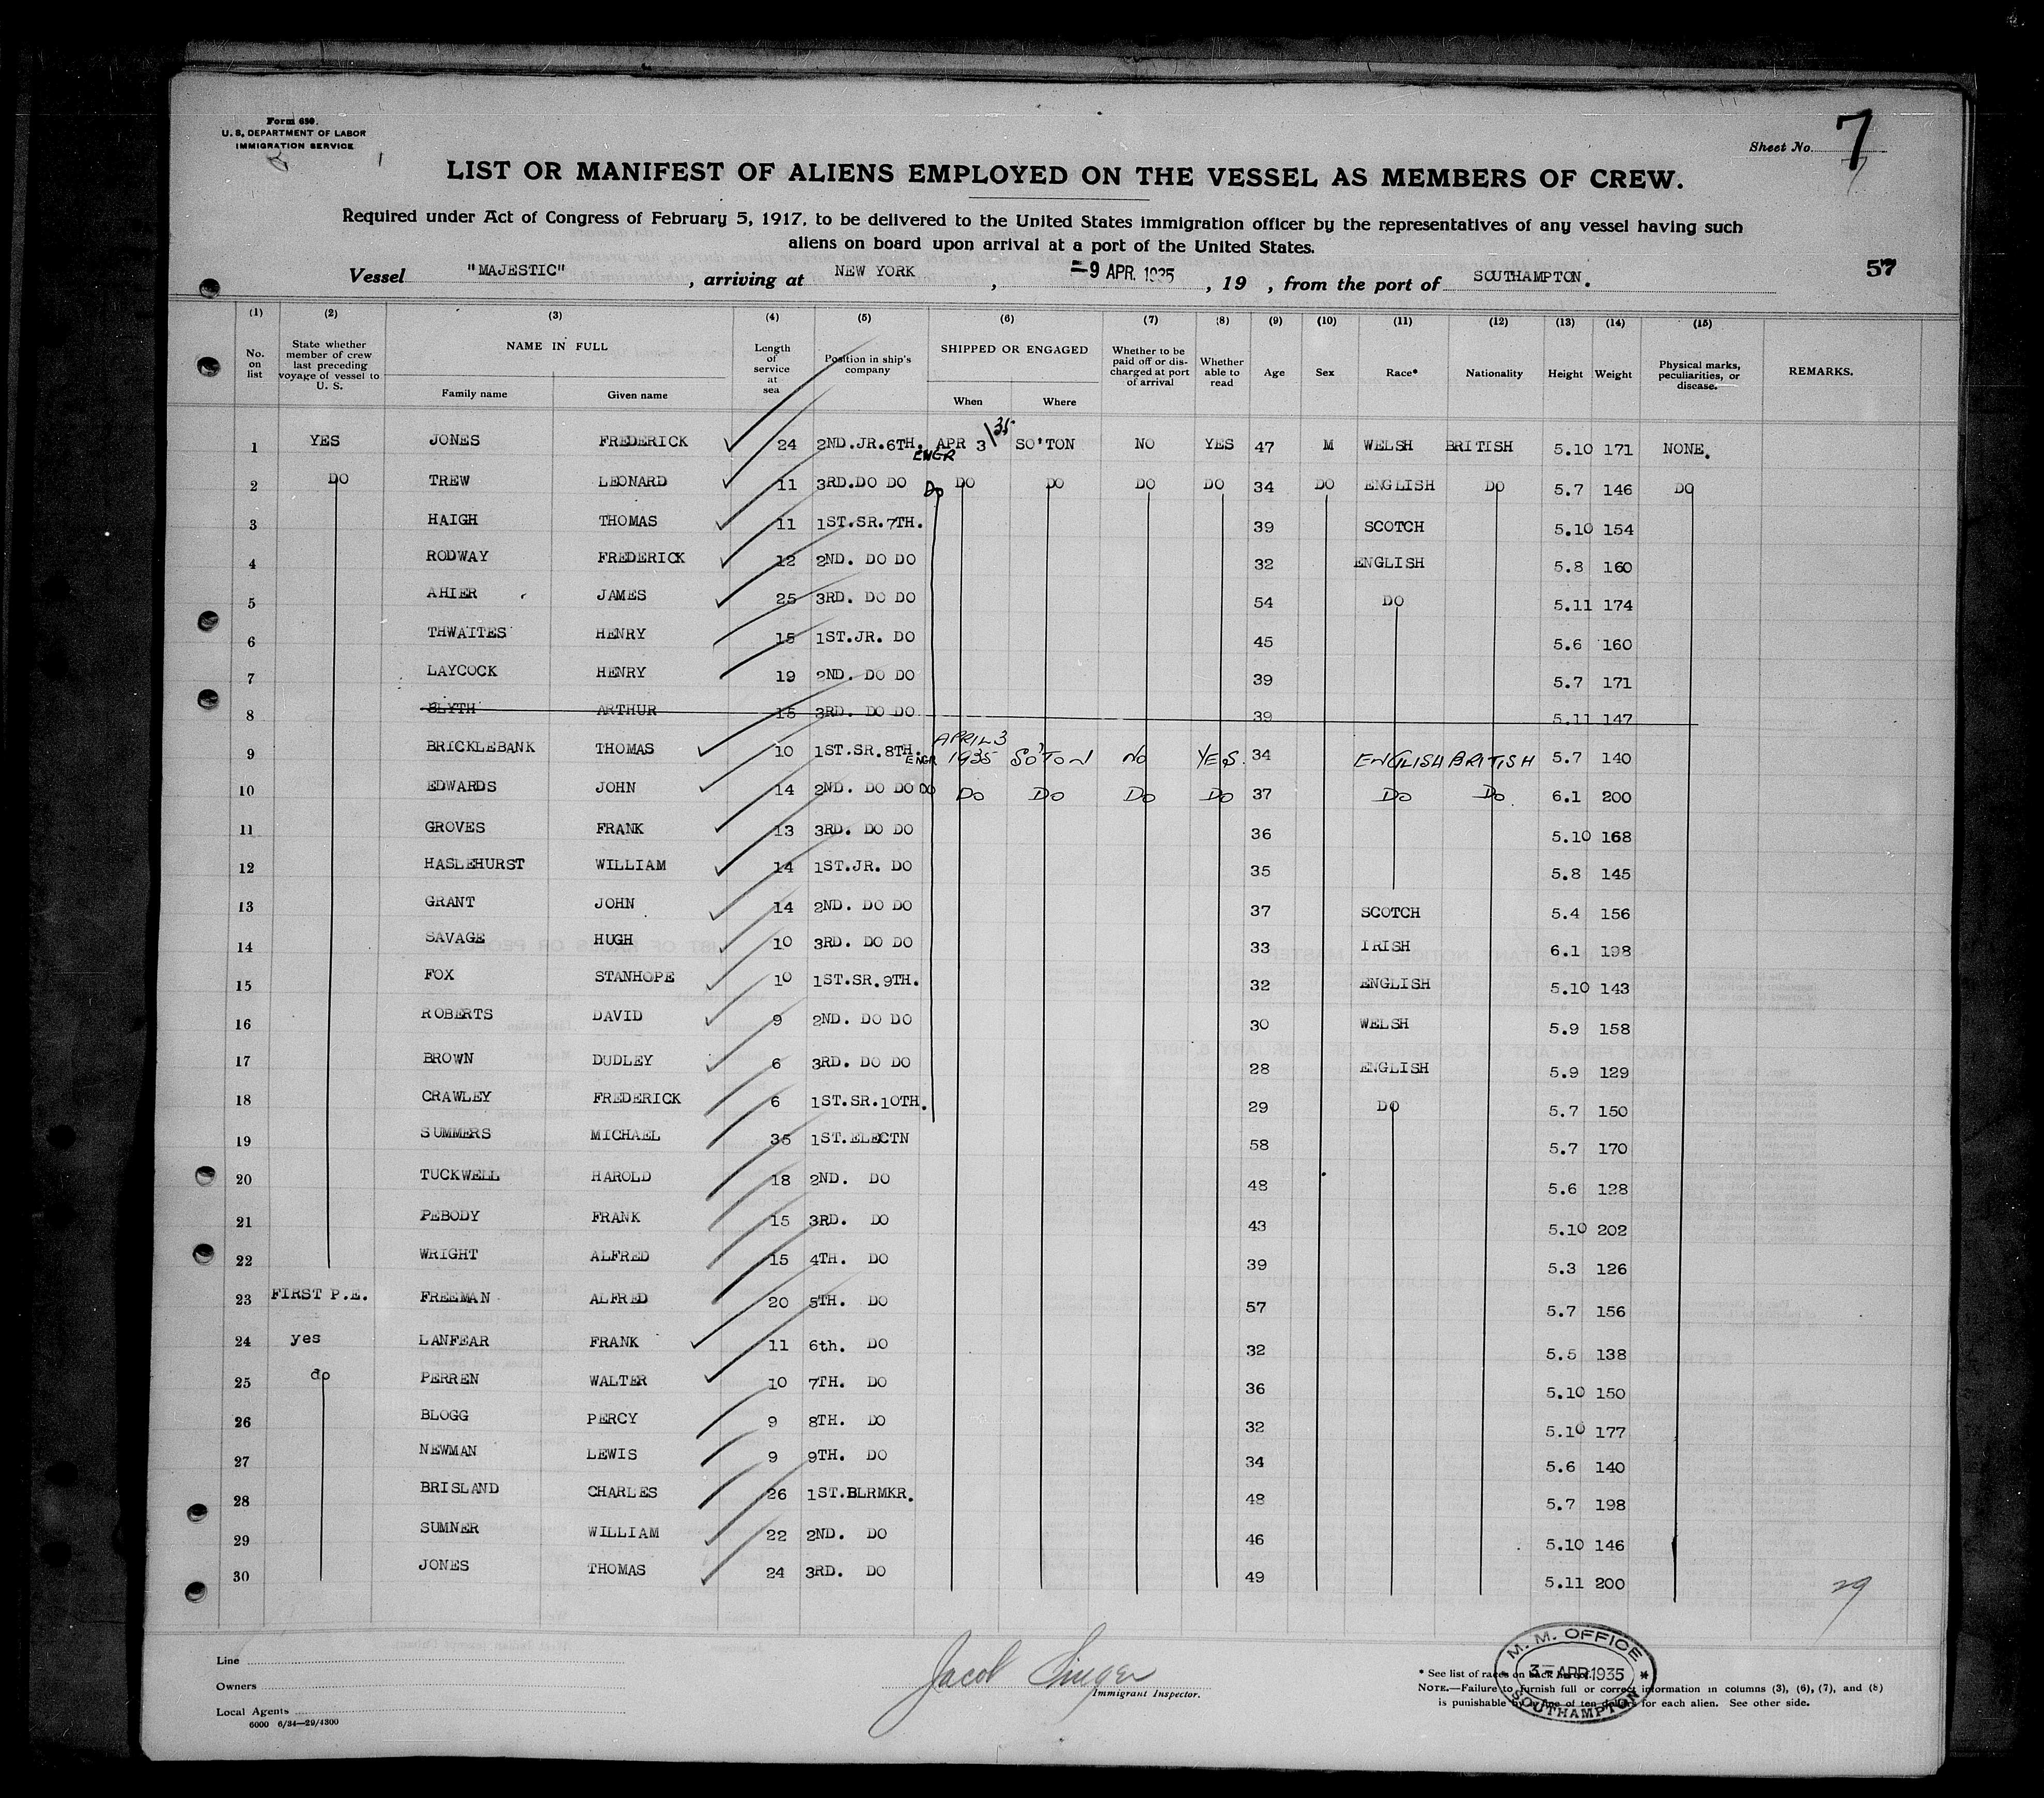 Form 680.
U. S. DEPARTMENT OF LABOR
IMMIGRATION SERVICE
Sheet No. 7
LIST OR MANIFEST OF ALIENS EMPLOYED ON THE VESSEL AS MEMBERS OF CREW.
Required under Act of Congress of February 5, 1917, to be delivered to the United States immigration officer by the representatives of any vessel having such
aliens on board upon arrival at a port of the United States.
Vessel "MAJESTIC", arriving at NEW YORK, -9 APR. 1935, 19 , from the port of SOUTHAMPTON. 57
(1) (2) (3) (4) (5) (6) (7) (8) (9) (10) (11) (12) (13) (14) (15)
No. on list State whether member of crew last preceding voyage of vessel to U. S. NAME IN FULL Family name Given name Length of service at sea Position in ship's company SHIPPED OR ENGAGED When Where Whether to be paid off or discharged at port of arrival Whether able to read Age Sex Race* Nationality Height Weight Physical marks, peculiarities, or disease. REMARKS.
1 YES JONES FREDERICK 24 2ND.JR.6TH. ENGR APR 3 35 SO'TON NO YES 47 M WELSH BRITISH 5.10 171 NONE.
2 DO TREW LEONARD 11 3RD.DO DO Do DO DO DO DO 34 DO ENGLISH DO 5.7 146 DO
3 HAIGH THOMAS 11 1ST.SR.7TH. 39 SCOTCH 5.10 154
4 RODWAY FREDERICK 12 2ND. DO DO 32 ENGLISH 5.8 160
5 AHIER JAMES 25 3RD. DO DO 54 DO 5.11 174
6 THWAITES HENRY 15 1ST.JR. DO 45 5.6 160
7 LAYCOCK HENRY 19 2ND. DO DO 39 5.7 171
8 BLYTH ARTHUR 15 3RD. DO DO 39 5.11 147
9 BRICKLEBANK THOMAS 10 1ST.SR.8TH. ENGR APRIL 3 1935 SO'TON NO YES. 34 ENGLISH BRITISH 5.7 140
10 EDWARDS JOHN 14 2ND. DO DO DO DO DO DO DO 37 DO DO. 6.1 200
11 GROVES FRANK 13 3RD. DO DO 36 5.10 168
12 HASLEHURST WILLIAM 14 1ST.JR. DO 35 5.8 145
13 GRANT JOHN 14 2ND. DO DO 37 SCOTCH 5.4 156
14 SAVAGE HUGH 10 3RD. DO DO 33 IRISH 6.1 198
15 FOX STANHOPE 10 1ST.SR.9TH. 32 ENGLISH 5.10 143
16 ROBERTS DAVID 9 2ND. DO DO 30 WELSH 5.9 158
17 BROWN DUDLEY 6 3RD. DO DO 28 ENGLISH 5.9 129
18 CRAWLEY FREDERICK 6 1ST.SR.10TH. 29 DO 5.7 150
19 SUMMERS MICHAEL 35 1ST.ELECTN 58 5.7 170
20 TUCKWELL HAROLD 18 2ND. DO 48 5.6 128
21 PEBODY FRANK 15 3RD. DO 43 5.10 202
22 WRIGHT ALFRED 15 4TH. DO 39 5.3 126
23 FIRST P.E. FREEMAN ALFRED 20 5TH. DO 57 5.7 156
24 yes LANFEAR FRANK 11 6th. DO 32 5.5 138
25 do PERREN WALTER 10 7TH. DO 36 5.10 150
26 BLOGG PERCY 9 8TH. DO 32 5.10 177
27 NEWMAN LEWIS 9 9TH. DO 34 5.6 140
28 BRISLAND CHARLES 26 1ST.BLRMKR. 48 5.7 198
29 SUMNER WILLIAM 22 2ND. DO 46 5.10 146
30 JONES THOMAS 24 3RD. DO 49 5.11 200
29
Line
Owners
Local Agents
6000 6/34—29/4300
Jacob Singer
Immigrant Inspector.
M. M. OFFICE
3 - APR 1935
SOUTHAMPTON
* See list of races on back hereof.
NOTE.—Failure to furnish full or correct information in columns (3), (6), (7), and (8)
is punishable by a fine of ten dollars for each alien. See other side.